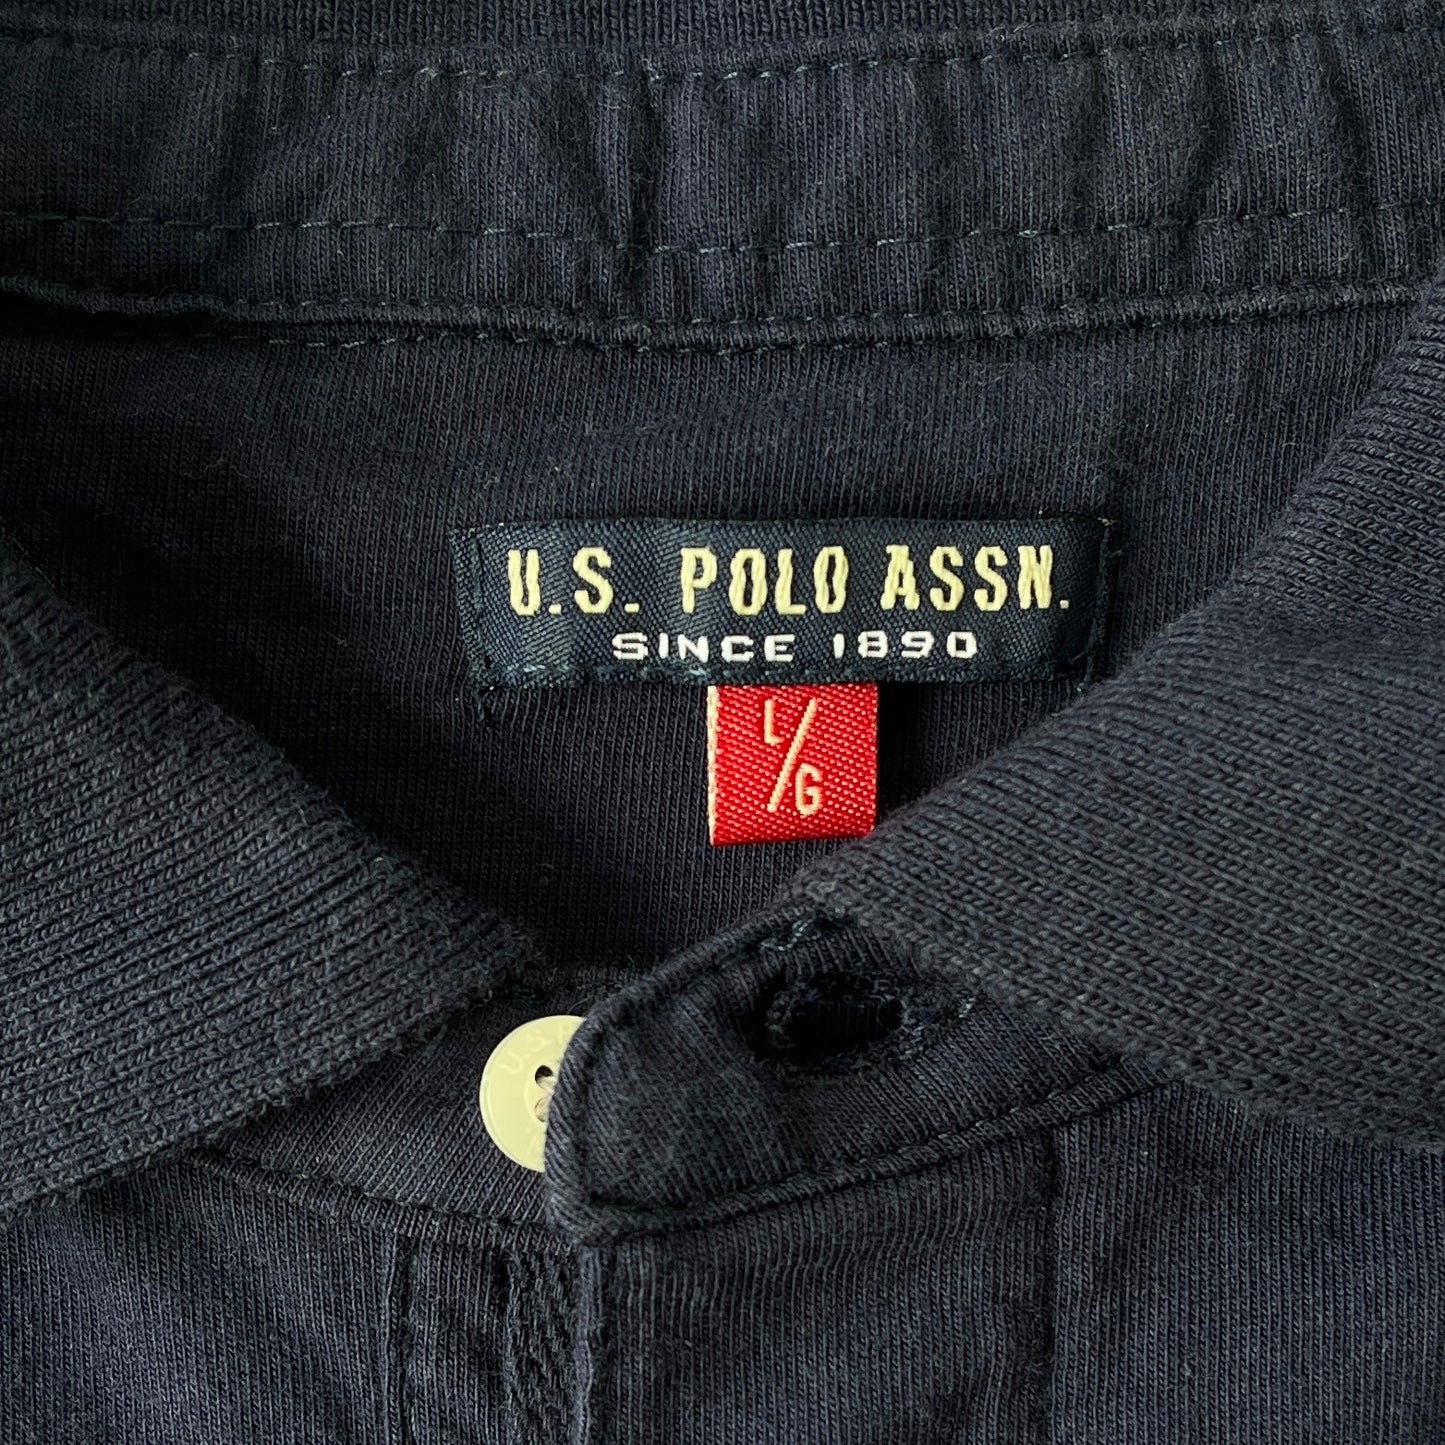 U.S. POLO ASSN.
SINCE 1890
L/G
U.S.